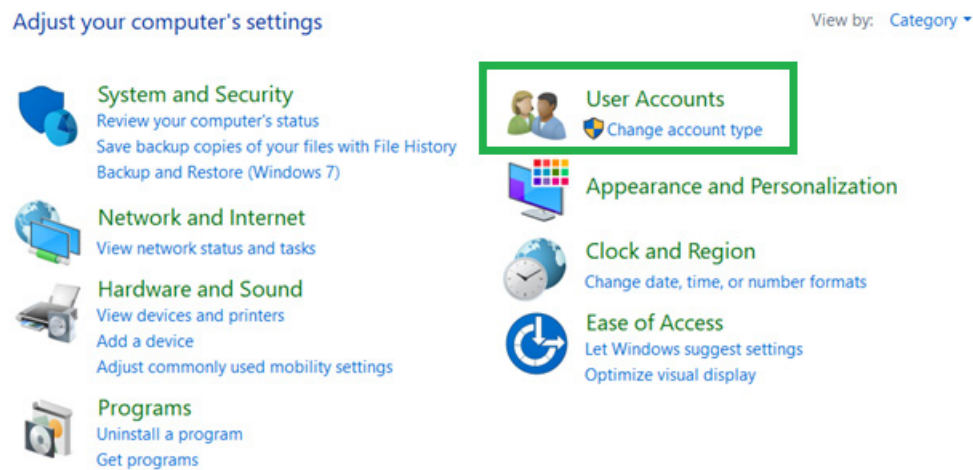 Adjust your computer's settings
View by: Category
System and Security
Review your computer's status
Save backup copies of your files with File History
Backup and Restore (Windows 7)
Network and Internet
View network status and tasks
Hardware and Sound
View devices and printers
Add a device
Adjust commonly used mobility settings
Programs
Uninstall a program
Get programs
User Accounts
Change account type
Appearance and Personalization
Clock and Region
Change date, time, or number formats
Ease of Access
Let Windows suggest settings
Optimize visual display